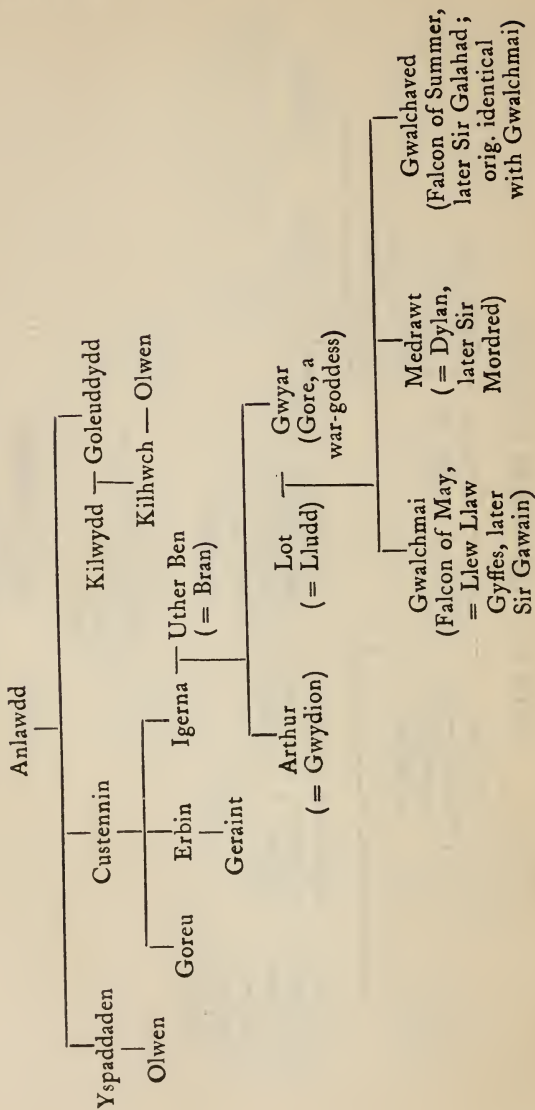 Anlawdd
Yspaddaden
Custennin
Kilwydd — Goleuddydd
Olwen
Kilhwch — Olwen
Goreu
Erbin
Igerna — Uther Ben
(= Bran)
Geraint
Arthur
(= Gwydion)
Lot — Gwyar
(= Lludd)
(Gore, a
war-goddess)
Gwalchmai
(Falcon of May,
= Llew Llaw
Gyffes, later
Sir Gawain)
Medrawt
(= Dylan,
later Sir
Mordred)
Gwalchaved
(Falcon of Summer,
later Sir Galahad;
orig. identical
with Gwalchmai)